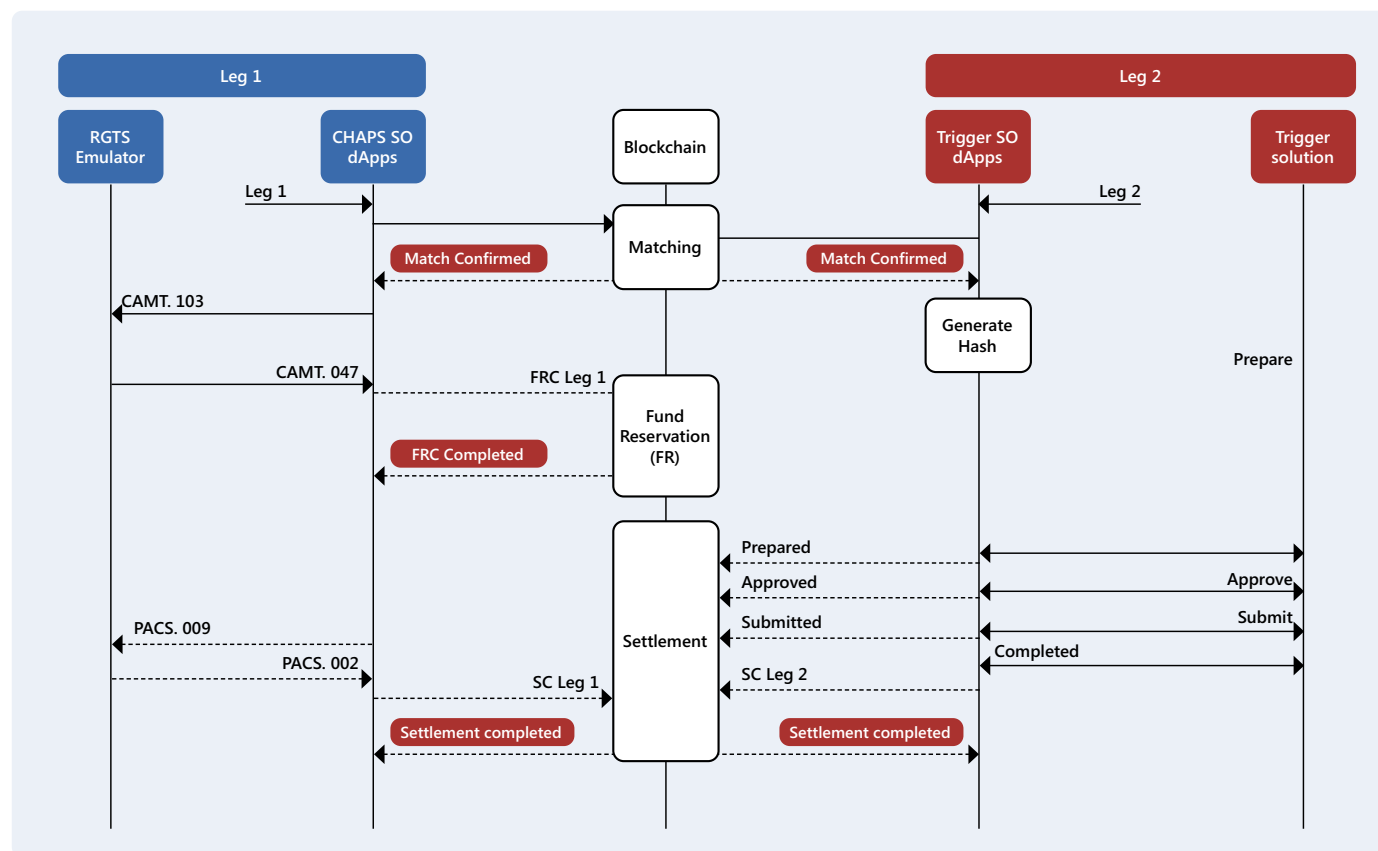 Leg 1
Leg 2
RGTS
Emulator
CHAPS SO
dApps
Blockchain
Trigger SO
dApps
Trigger
solution
Leg 1
Leg 2
Matching
Match Confirmed
Match Confirmed
CAMT. 103
Generate
Hash
Prepare
CAMT. 047
FRC Leg 1
Fund
Reservation
(FR)
FRC Completed
Prepared
Approved
Approve
Submitted
Submit
Settlement
PACS. 009
Completed
PACS. 002
SC Leg 1
SC Leg 2
Settlement completed
Settlement completed